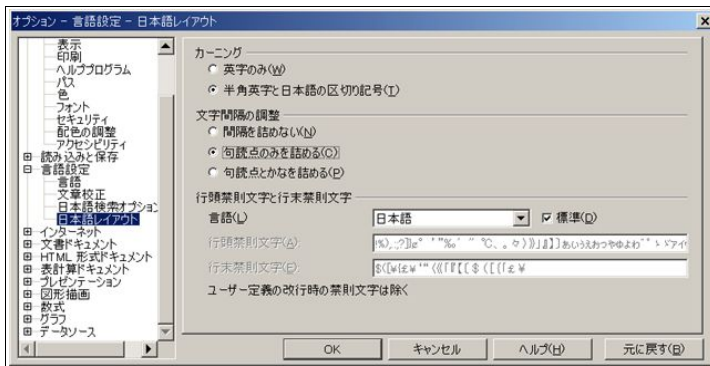 オプション - 言語設定 - 日本語レイアウト
表示
印刷
ヘルププログラム
パス
色
フォント
セキュリティ
配色の調整
アクセシビリティ
読み込みと保存
言語設定
言語
文章校正
日本語検索オプション
日本語レイアウト
インターネット
文書ドキュメント
HTML 形式ドキュメント
表計算ドキュメント
プレゼンテーション
図形描画
数式
グラフ
データソース
カーニング
英字のみ(W)
半角英字と日本語の区切り記号(T)
文字間隔の調整
間隔を詰めない(N)
句読点のみを詰める(C)
句読点とかなを詰める(P)
行頭禁則文字と行末禁則文字
言語(L)
日本語
標準(D)
行頭禁則文字(A):
行末禁則文字(E):
ユーザー定義の改行時の禁則文字は除く
OK
キャンセル
ヘルプ(H)
元に戻す(B)